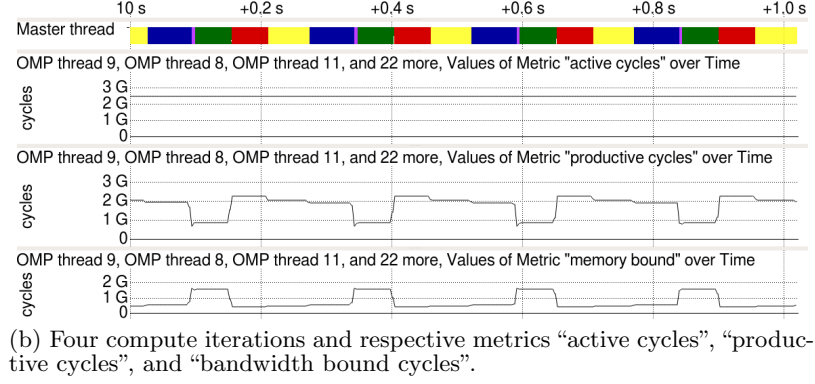 10 s +0,2 s +0,4 s +0,6 s +0,8 s +1,0 s
Master thread
OMP thread 9, OMP thread 8, OMP thread 11, and 22 more, Values of Metric "active cycles" over Time
cycles
3 G
2 G
1 G
0
OMP thread 9, OMP thread 8, OMP thread 11, and 22 more, Values of Metric "productive cycles" over Time
cycles
3 G
2 G
1 G
0
OMP thread 9, OMP thread 8, OMP thread 11, and 22 more, Values of Metric "memory bound" over Time
cycles
2 G
1 G
0
(b) Four compute iterations and respective metrics “active cycles”, “produc-
tive cycles”, and “bandwidth bound cycles”.